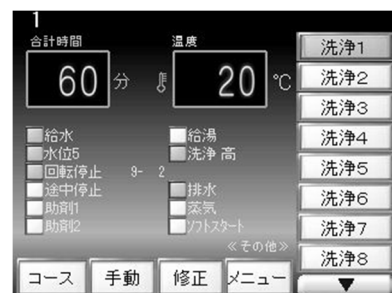 1
合計時間
温度
60 分
20 ℃
給水
給湯
水位5
洗浄 高
回転停止 9- 2
途中停止
排水
助剤1
蒸気
助剤2
ソフトスタート
≪その他≫
コース
手動
修正
メニュー
洗浄1
洗浄2
洗浄3
洗浄4
洗浄5
洗浄6
洗浄7
洗浄8
▼